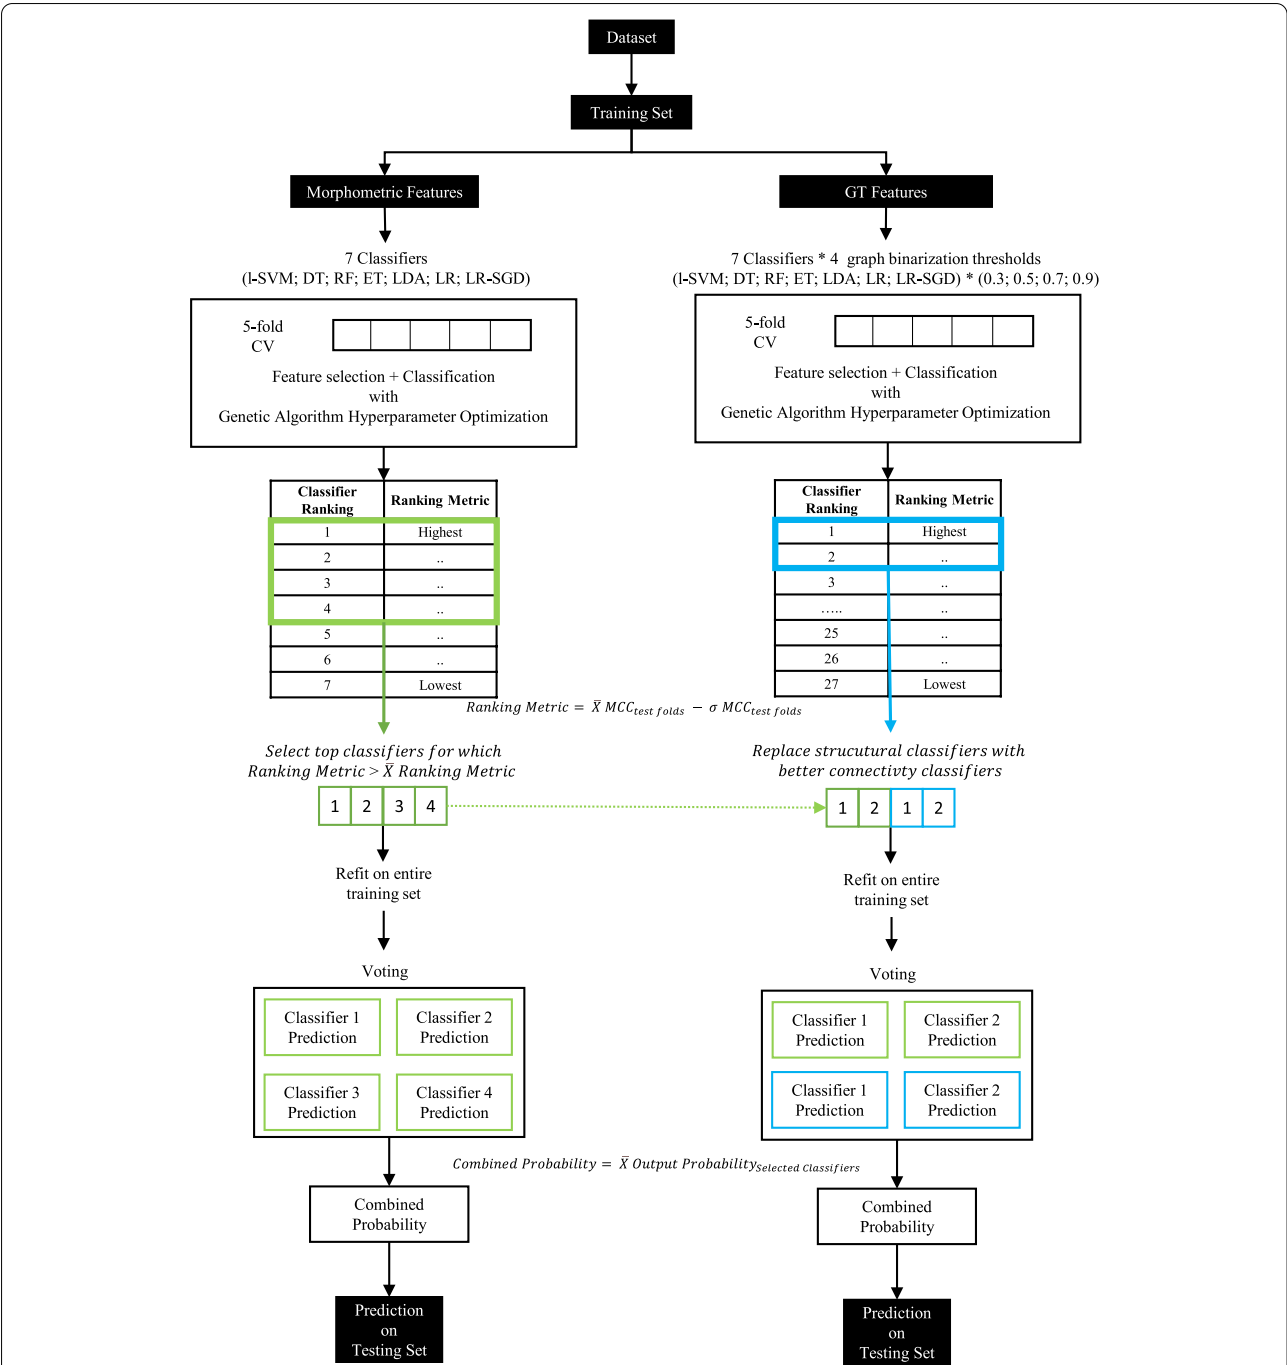 Dataset
Training Set
Morphometric Features
GT Features
7 Classifiers
(l-SVM; DT; RF; ET; LDA; LR; LR-SGD)
7 Classifiers * 4 graph binarization thresholds
(l-SVM; DT; RF; ET; LDA; LR; LR-SGD) * (0.3; 0.5; 0.7; 0.9)
5-fold
CV
Feature selection + Classification
with
Genetic Algorithm Hyperparameter Optimization
5-fold
CV
Feature selection + Classification
with
Genetic Algorithm Hyperparameter Optimization
Classifier Ranking | Ranking Metric
1 | Highest
2 | ..
3 | ..
4 | ..
5 | ..
6 | ..
7 | Lowest
Classifier Ranking | Ranking Metric
1 | Highest
2 | ..
3 | ..
..... | ..
25 | ..
26 | ..
27 | Lowest
Ranking Metric = X̄ MCC_test folds − σ MCC_test folds
Select top classifiers for which
Ranking Metric > X̄ Ranking Metric
Replace strucutural classifiers with
better connectivty classifiers
1 2 3 4
1 2 1 2
Refit on entire
training set
Refit on entire
training set
Voting
Voting
Classifier 1
Prediction
Classifier 2
Prediction
Classifier 3
Prediction
Classifier 4
Prediction
Classifier 1
Prediction
Classifier 2
Prediction
Classifier 1
Prediction
Classifier 2
Prediction
Combined Probability = X̄ Output Probability_Selected Classifiers
Combined
Probability
Combined
Probability
Prediction
on
Testing Set
Prediction
on
Testing Set